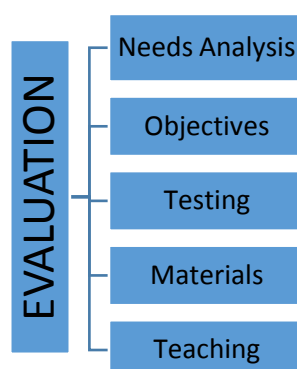 EVALUATION
Needs Analysis
Objectives
Testing
Materials
Teaching